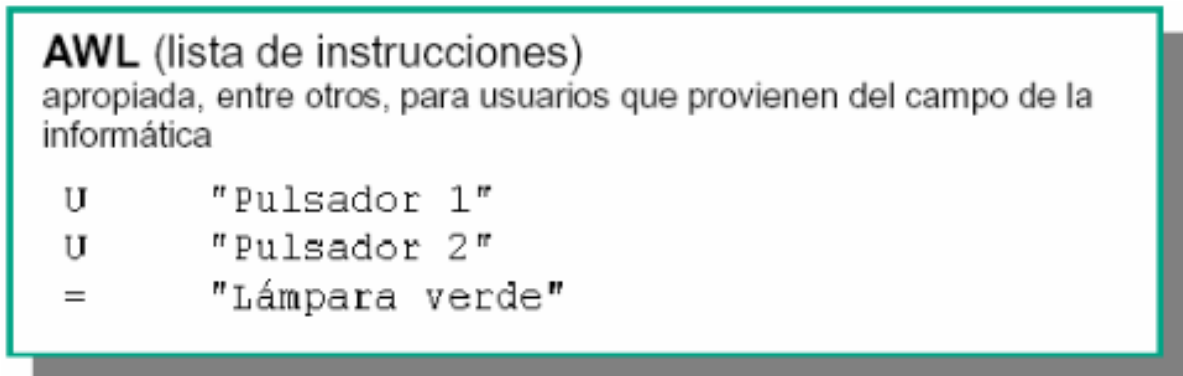 AWL (lista de instrucciones)
apropiada, entre otros, para usuarios que provienen del campo de la
informática
U "Pulsador 1"
U "Pulsador 2"
= "Lámpara verde"